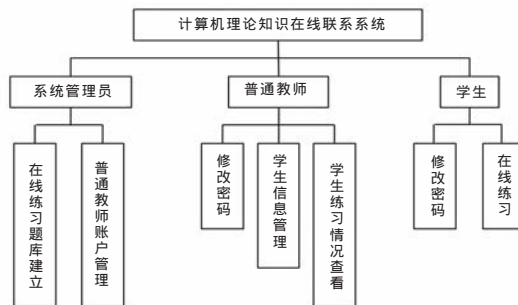 计算机理论知识在线联系系统
系统管理员
普通教师
学生
在线练习题库建立
普通教师账户管理
修改密码
学生信息管理
学生练习情况查看
修改密码
在线练习